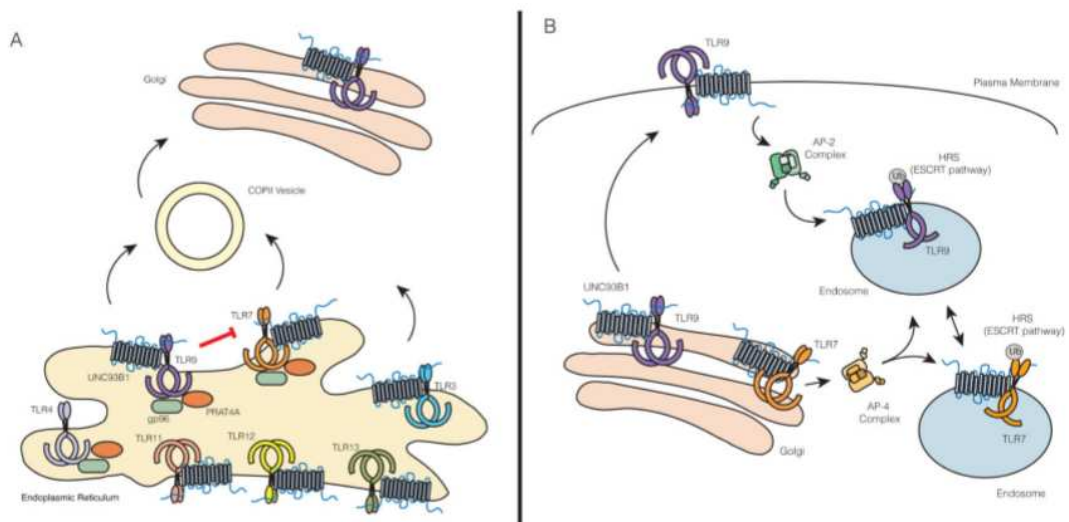 A
Golgi
COPII Vesicle
TLR7
TLR9
UNC93B1
PRAT4A
gp96
TLR3
TLR4
TLR11
TLR12
TLR13
Endoplasmic Reticulum
B
TLR9
Plasma Membrane
AP-2
Complex
HRS
(ESCRT pathway)
Ub
TLR9
Endosome
UNC93B1
TLR9
TLR7
AP-4
Complex
Golgi
HRS
(ESCRT pathway)
Ub
TLR7
Endosome